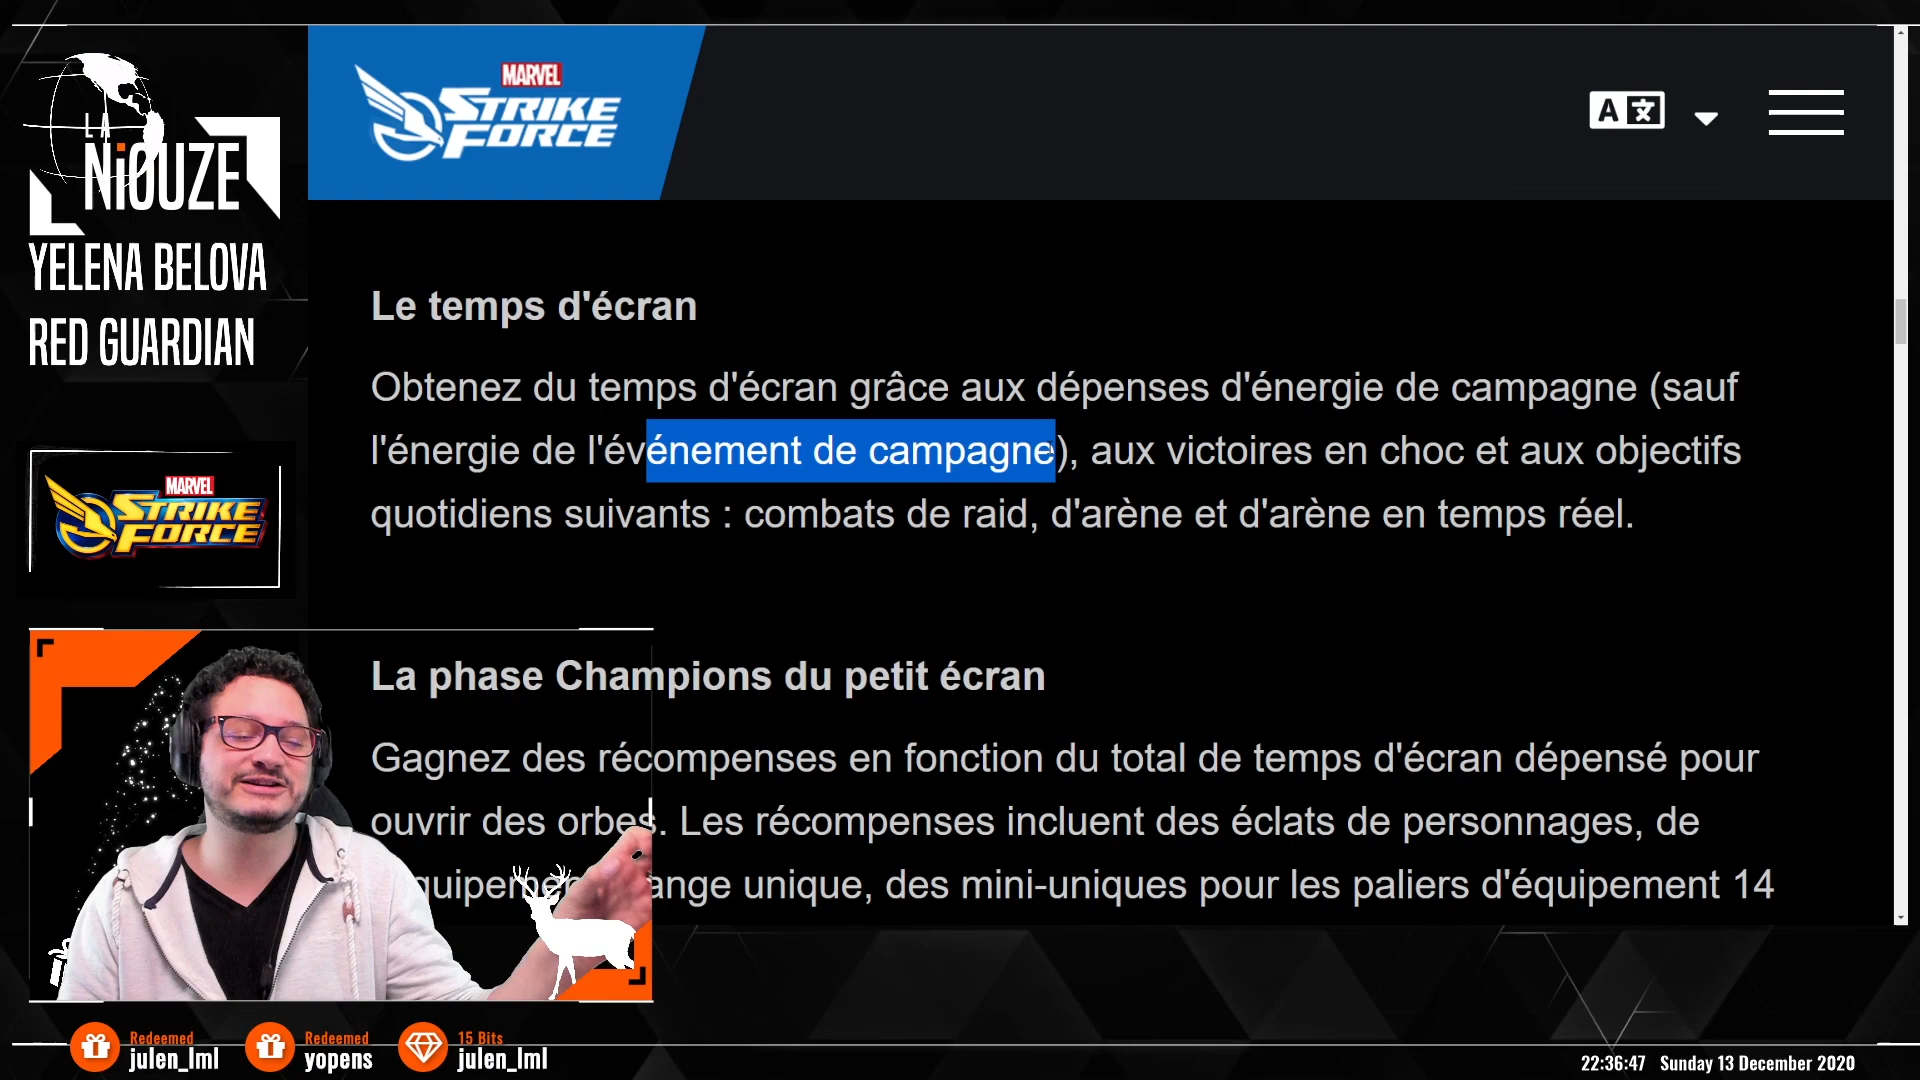 LA
NiOUZE
YELENA BELOVA
RED GUARDIAN
MARVEL
STRIKE
FORCE
MARVEL
STRIKE
FORCE
A 文
Le temps d'écran
Obtenez du temps d'écran grâce aux dépenses d'énergie de campagne (sauf
l'énergie de l'événement de campagne), aux victoires en choc et aux objectifs
quotidiens suivants : combats de raid, d'arène et d'arène en temps réel.
La phase Champions du petit écran
Gagnez des récompenses en fonction du total de temps d'écran dépensé pour
ouvrir des orbes. Les récompenses incluent des éclats de personnages, de
unique, des mini-uniques pour les paliers d'équipement 14
Redeemed
julen_lml
Redeemed
yopens
15 Bits
julen_lml
22:36:47 Sunday 13 December 2020